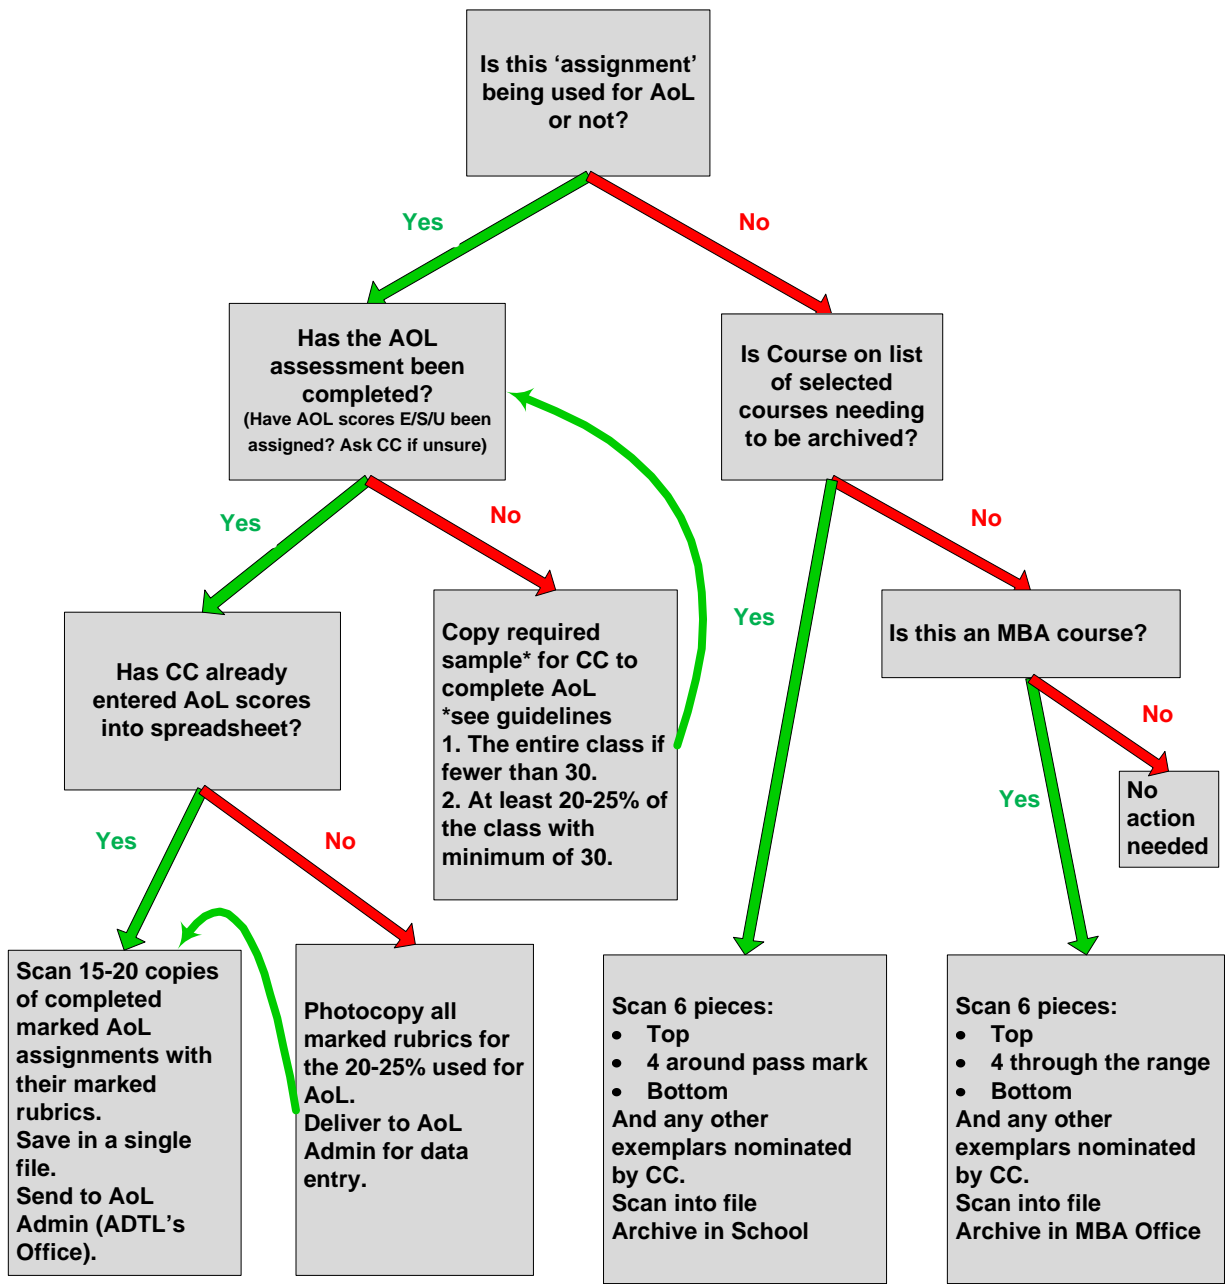 Is this ‘assignment’
being used for AoL
or not?
Yes
No
Has the AOL
assessment been
completed?
(Have AOL scores E/S/U been
assigned? Ask CC if unsure)
Is Course on list
of selected
courses needing
to be archived?
Yes
No
No
Has CC already
entered AoL scores
into spreadsheet?
Copy required
sample* for CC to
complete AoL
*see guidelines
1. The entire class if
fewer than 30.
2. At least 20-25% of
the class with
minimum of 30.
Yes
Is this an MBA course?
Yes
No
Yes
No
No
action
needed
Scan 15-20 copies
of completed
marked AoL
assignments with
their marked
rubrics.
Save in a single
file.
Send to AoL
Admin (ADTL’s
Office).
Photocopy all
marked rubrics for
the 20-25% used for
AoL.
Deliver to AoL
Admin for data
entry.
Scan 6 pieces:
• Top
• 4 around pass mark
• Bottom
And any other
exemplars nominated
by CC.
Scan into file
Archive in School
Scan 6 pieces:
• Top
• 4 through the range
• Bottom
And any other
exemplars nominated
by CC.
Scan into file
Archive in MBA Office